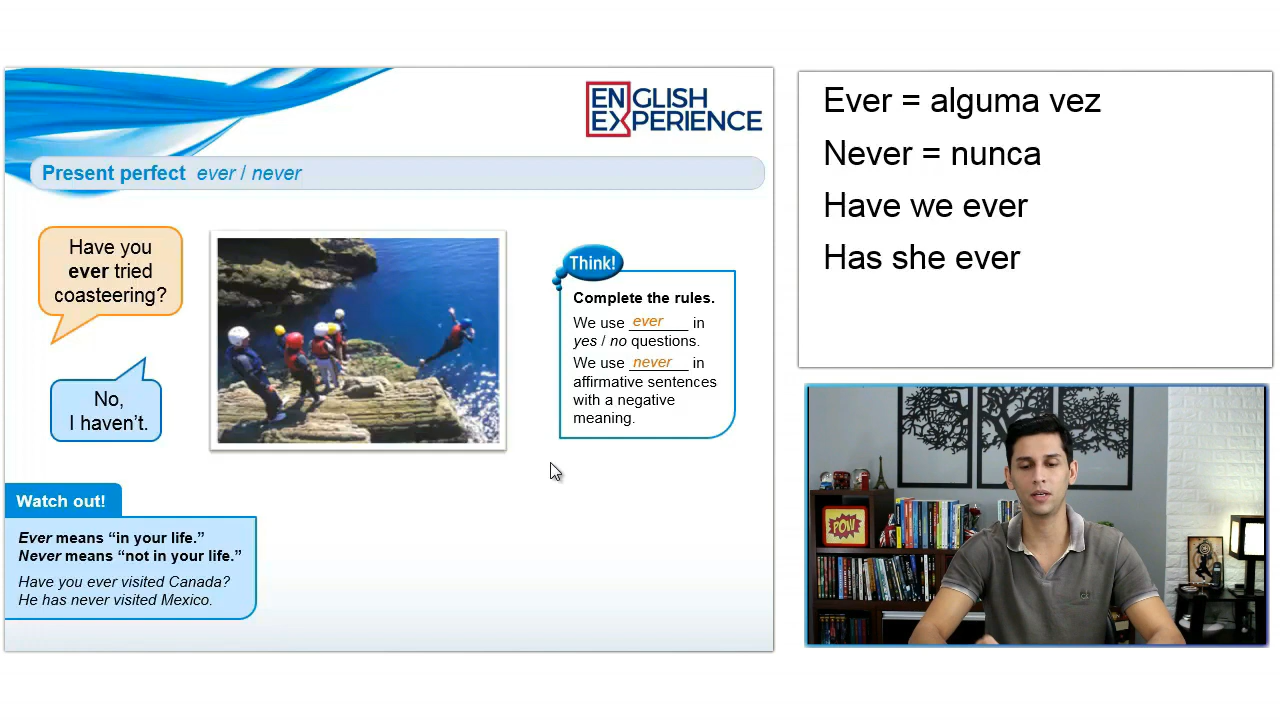 ENGLISH
EXPERIENCE
Present perfect ever / never
Have you
ever tried
coasteering?
No,
I haven't.
Think!
Complete the rules.
We use ever in
yes / no questions.
We use never in
affirmative sentences
with a negative
meaning.
Watch out!
Ever means “in your life.”
Never means “not in your life.”
Have you ever visited Canada?
He has never visited Mexico.
Ever = alguma vez
Never = nunca
Have we ever
Has she ever
POW